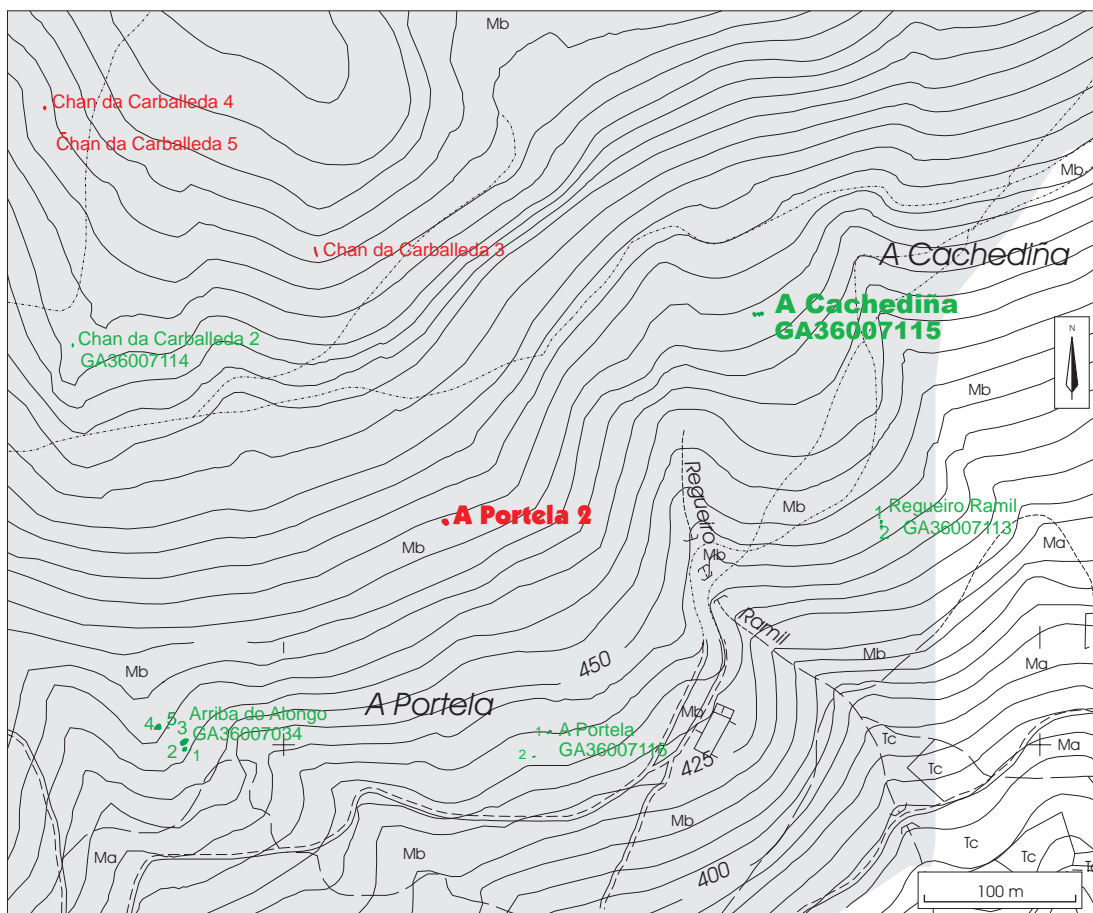 Mb
Chan da Carballeda 4
Chan da Carballeda 5
Mb
Chan da Carballeda 3
A Cachediña
A Cachediña
GA36007115
N
Chan da Carballeda 2
GA36007114
Mb
Regueiro
Mb
1 Regueiro Ramil
2 GA36007113
A Portela 2
Mb
Mb
Ma
Ramil
Mb
450
Mb
Ma
A Portela
4 5 3 Arriba do Alongo
GA36007034
2 1
Mb
1 A Portela
GA36007116
2
425
Tc
Ma
Tc
Tc
Mb
Ma
Mb
Tc
Tc
Tc
400
100 m